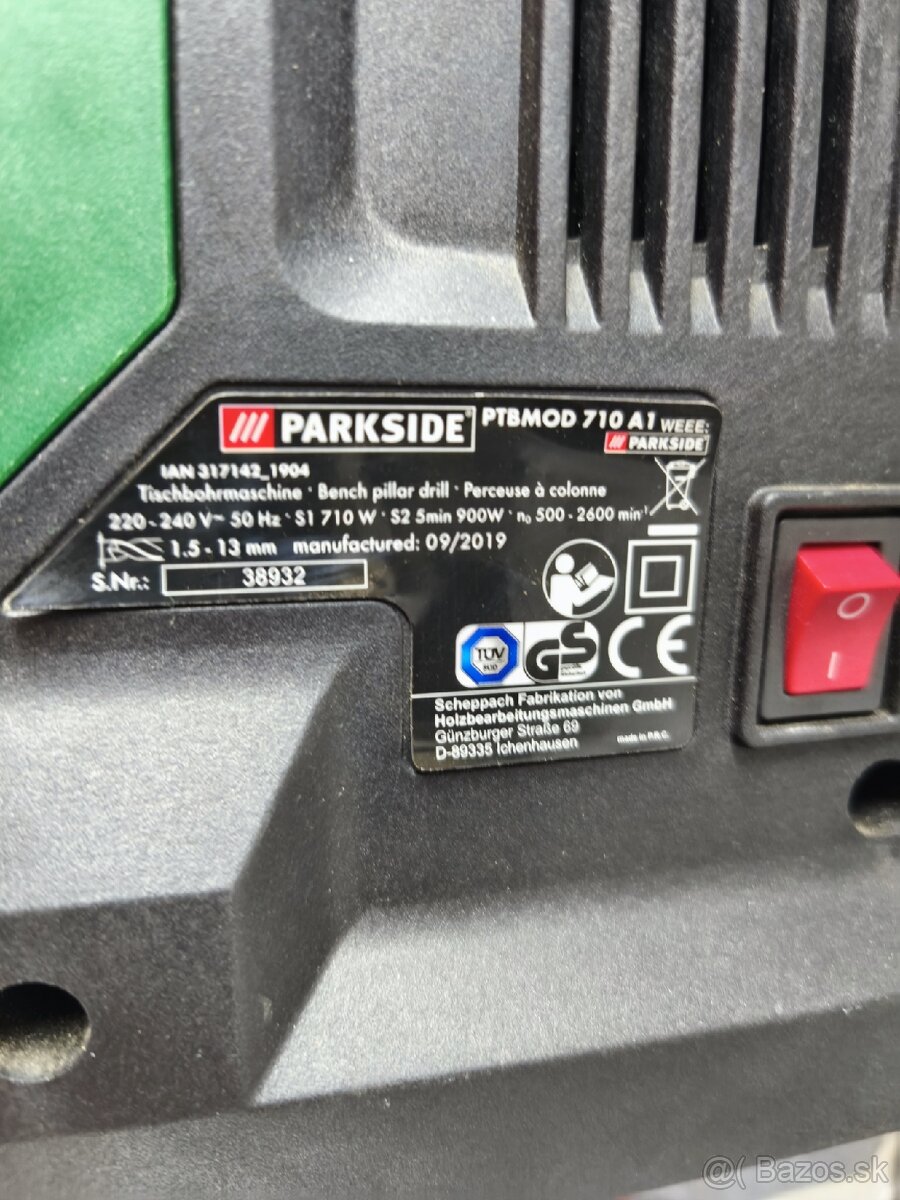 PARKSIDE® PTBMOD 710 A1 WEEE:
PARKSIDE®
IAN 317142_1904
Tischbohrmaschine · Bench pillar drill · Perceuse à colonne
220 - 240 V~ 50 Hz · S1 710 W · S2 5min 900W · n₀ 500 - 2600 min⁻¹
1.5 - 13 mm manufactured: 09/2019
S.Nr.: 38932
TÜV
SÜD
GS
CE
Scheppach Fabrikation von
Holzbearbeitungsmaschinen GmbH
Günzburger Straße 69
D-89335 Ichenhausen
made in P.R.C.
@( Bazos.sk